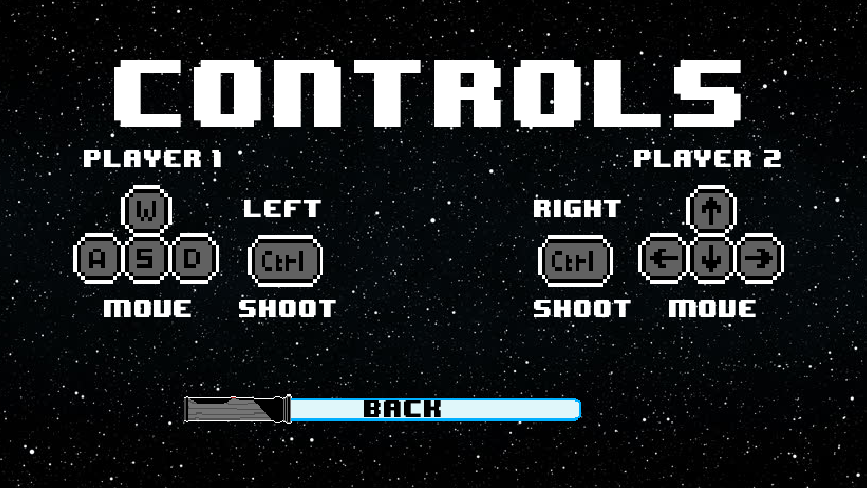 CONTROLS
PLAYER 1
PLAYER 2
W
LEFT
RIGHT
↑
A S D
Ctrl
Ctrl
← ↓ →
MOVE
SHOOT
SHOOT
MOVE
BACK